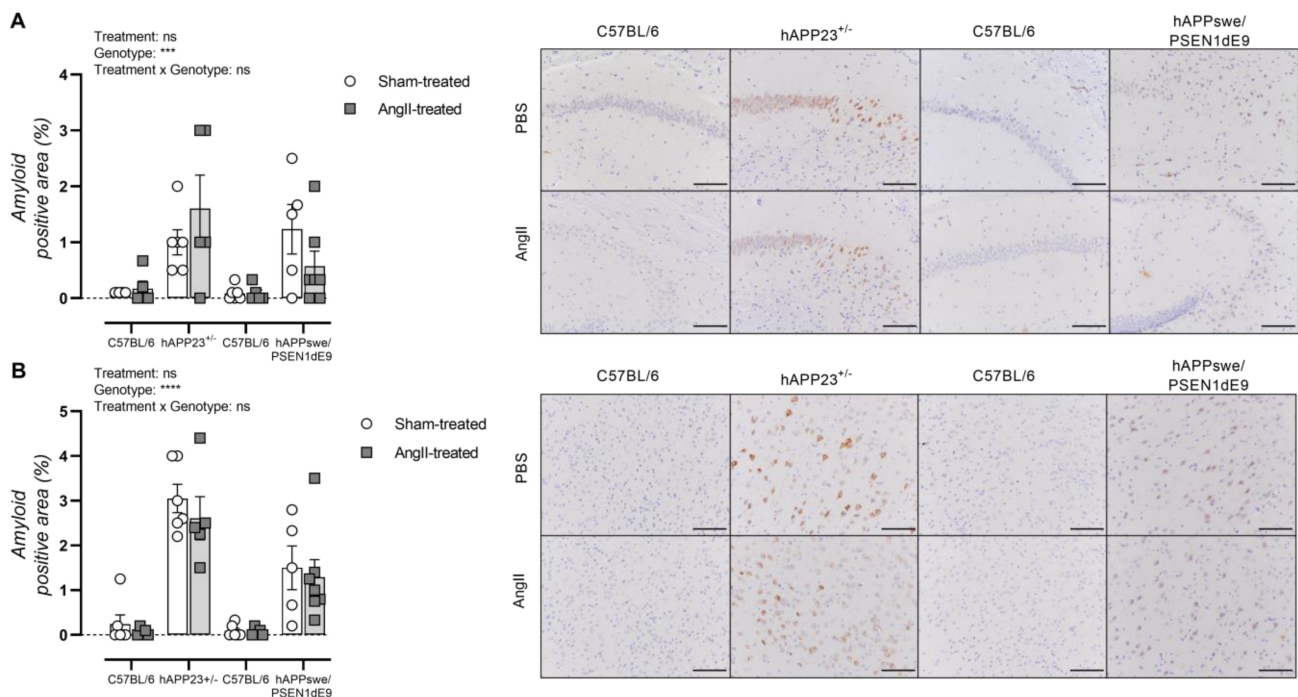 A
Treatment: ns
Genotype: ***
Treatment x Genotype: ns
4
3
2
1
0
Amyloid
positive area (%)
Sham-treated
AngII-treated
C57BL/6 hAPP23+/- C57BL/6 hAPPswe/
PSEN1dE9
C57BL/6 hAPP23+/- C57BL/6 hAPPswe/
PSEN1dE9
PBS
AngII
B
Treatment: ns
Genotype: ****
Treatment x Genotype: ns
5
4
3
2
1
0
Amyloid
positive area (%)
Sham-treated
AngII-treated
C57BL/6 hAPP23+/- C57BL/6 hAPPswe/
PSEN1dE9
C57BL/6 hAPP23+/- C57BL/6 hAPPswe/
PSEN1dE9
PBS
AngII